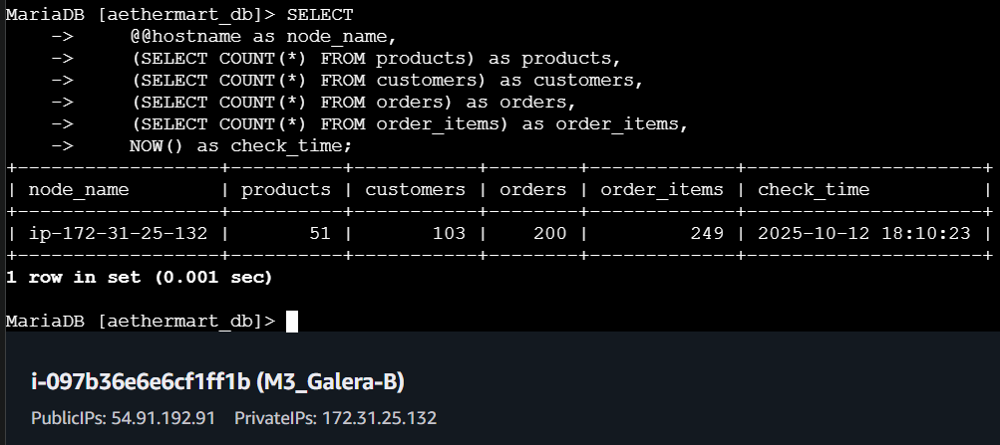 MariaDB [aethermart_db]> SELECT
    ->     @@hostname as node_name,
    ->     (SELECT COUNT(*) FROM products) as products,
    ->     (SELECT COUNT(*) FROM customers) as customers,
    ->     (SELECT COUNT(*) FROM orders) as orders,
    ->     (SELECT COUNT(*) FROM order_items) as order_items,
    ->     NOW() as check_time;
+------------------+----------+-----------+--------+-------------+---------------------+
| node_name        | products | customers | orders | order_items | check_time          |
+------------------+----------+-----------+--------+-------------+---------------------+
| ip-172-31-25-132 |       51 |       103 |    200 |         249 | 2025-10-12 18:10:23 |
+------------------+----------+-----------+--------+-------------+---------------------+
1 row in set (0.001 sec)

MariaDB [aethermart_db]>
i-097b36e6e6cf1ff1b (M3_Galera-B)
PublicIPs: 54.91.192.91    PrivateIPs: 172.31.25.132